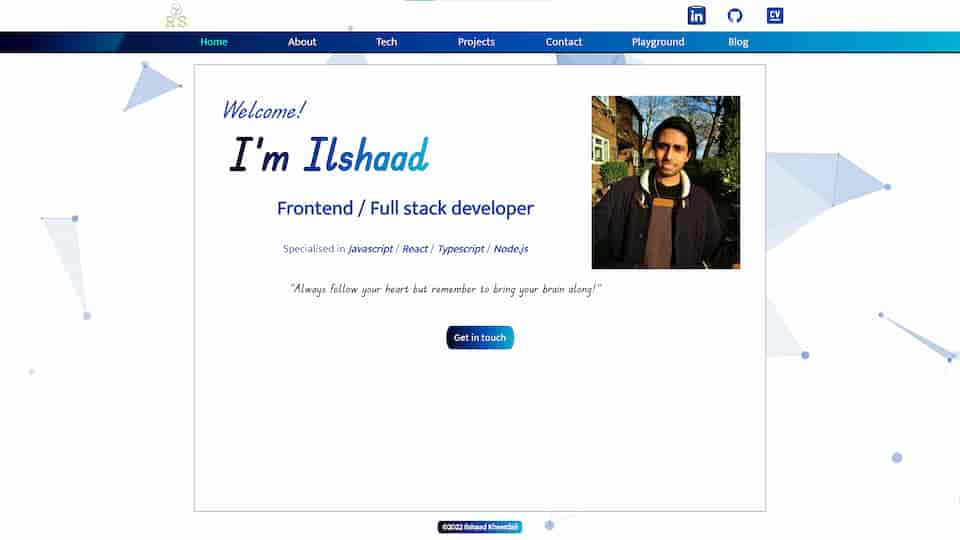 RS
CV
Home About Tech Projects Contact Playground Blog
Welcome!
I'm Ilshaad
Frontend / Full stack developer
Specialised in Javascript / React / Typescript / Node.js
"Always follow your heart but remember to bring your brain along!"
Get in touch
©2022 Ilshaad Kheerdali